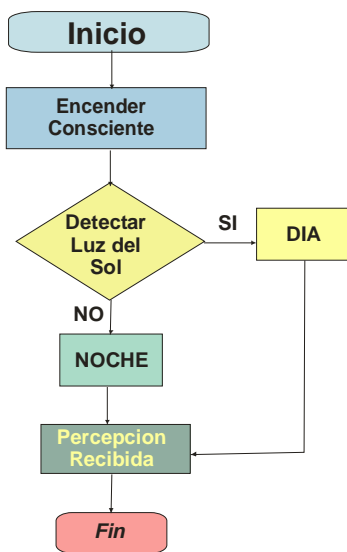 Inicio
Encender
Consciente
Detectar
Luz del
Sol
SI
DIA
NO
NOCHE
Percepcion
Recibida
Fin